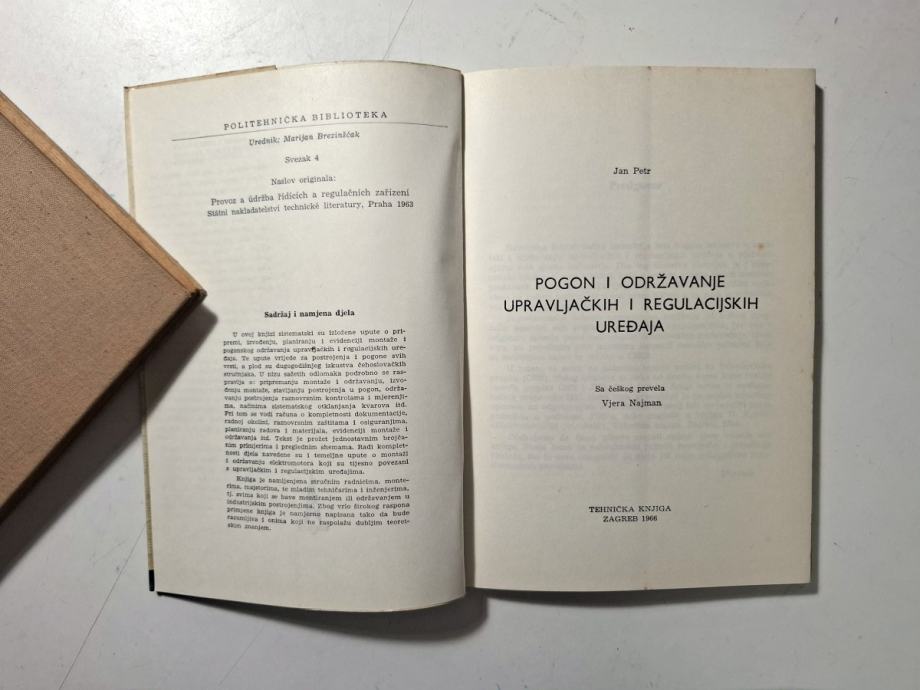 POLITEHNIČKA BIBLIOTEKA
Urednik: Marijan Brezinščak
Svezak 4
Naslov originala:
Provoz a údržba řídicích a regulačních zařízení
Státní nakladatelství technické literatury, Praha 1963
Sadržaj i namjena djela
U ovoj knjizi sistematski su izložene upute o pri-
premi, izvođenju, planiranju i evidenciji montaže i
pogonskog održavanja upravljačkih i regulacijskih ure-
đaja. Te upute vrijede za postrojenja i pogone svih
vrsti, a plod su dugogodišnjeg iskustva čehoslovačkih
stručnjaka. U nizu sažetih odlomaka podrobno se ras-
pravlja o: pripremanju montaže i održavanju, izvo-
đenju montaže, stavljanju postrojenja u pogon, održa-
vanju postrojenja raznovrsnim kontrolama i mjerenji-
ma, načinima sistematskog otklanjanja kvarova itd.
Pri tom se vodi računa o kompletnosti dokumentacije,
radnoj okolini, raznovrsnim zaštitama i osiguranjima,
planiranju radova i materijala, evidenciji montaže i
održavanja itd. Tekst je prožet jednostavnim brojča-
nim primjerima i preglednim shemama. Radi komplet-
nosti djela navedene su i temeljne upute o montaži
i održavanju elektromotora koji su tijesno povezani
s upravljačkim i regulacijskim uređajima.
Knjiga je namijenjena stručnim radnicima, monte-
rima, majstorima, te mladim tehničarima i inženjerima,
tj. svima koji se bave montiranjem ili održavanjem u
industrijskim postrojenjima. Zbog vrlo širokog raspona
primjene knjiga je namjerno napisana tako da bude
razumljiva i onima koji ne raspolažu dubljim teoret-
skim znanjem.
Jan Petr
POGON I ODRŽAVANJE
UPRAVLJAČKIH I REGULACIJSKIH
UREĐAJA
Sa češkog prevela
Vjera Najman
TEHNIČKA KNJIGA
ZAGREB 1966